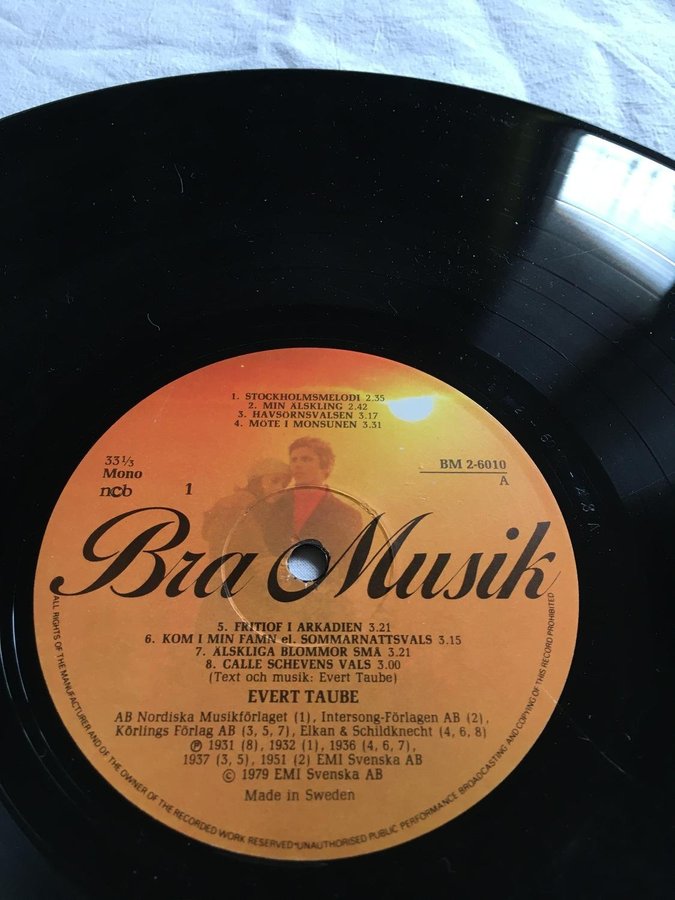 1. STOCKHOLMSMELODI 2.35
2. MIN ÄLSKLING 2.42
3. HAVSÖRNSVALSEN 3.17
4. MÖTE I MONSUNEN 3.31
33 1/3
Mono
ncb
1
BM 2-6010
A
Bra Musik
5. FRITIOF I ARKADIEN 3.21
6. KOM I MIN FAMN el. SOMMARNATTSVALS 3.15
7. ÄLSKLIGA BLOMMOR SMÅ 3.21
8. CALLE SCHEVENS VALS 3.00
(Text och musik: Evert Taube)
EVERT TAUBE
AB Nordiska Musikförlaget (1), Intersong-Förlagen AB (2),
Körlings Förlag AB (3, 5, 7), Elkan & Schildknecht (4, 6, 8)
℗ 1931 (8), 1932 (1), 1936 (4, 6, 7),
1937 (3, 5), 1951 (2) EMI Svenska AB
© 1979 EMI Svenska AB
Made in Sweden
ALL RIGHTS OF THE MANUFACTURER AND OF THE OWNER OF THE RECORDED WORK RESERVED • UNAUTHORISED PUBLIC PERFORMANCE BROADCASTING AND COPYING OF THIS RECORD PROHIBITED